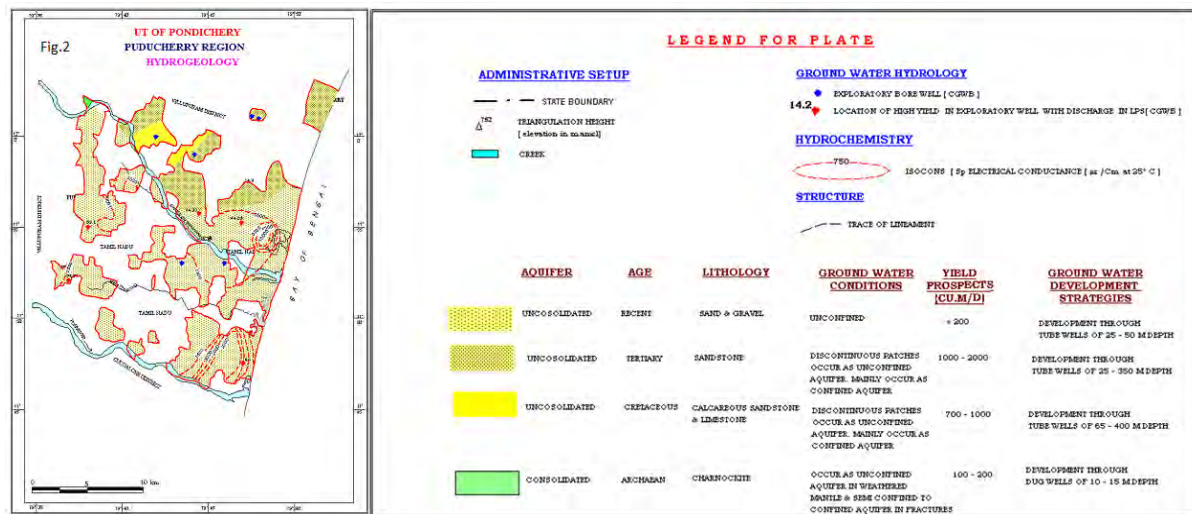 UT OF PONDICHERY
Fig.2
PUDUCHERRY REGION
HYDROGEOLOGY
VILLUPURAM DISTRICT
VILLUPURAM DISTRICT
TAMIL NADU
BAY OF BENGAL
TAMIL NADU
CUDDALORE DISTRICT
0 5 10 km
LEGEND FOR PLATE
ADMINISTRATIVE SETUP
STATE BOUNDARY
TRIANGULATION HEIGHT
[ elevation in m.amsl]
CREEK
GROUND WATER HYDROLOGY
EXPLORATORY BORE WELL [ CGWB ]
14.2 LOCATION OF HIGH YIELD IN EXPLORATORY WELL WITH DISCHARGE IN LPS( CGWB )
HYDROCHEMISTRY
750
ISOCONS [ Sp ELECTRICAL CONDUCTANCE [ µs /Cm. at 25° C )
STRUCTURE
TRACE OF LINEAMENT
AQUIFER AGE LITHOLOGY GROUND WATER YIELD GROUND WATER
CONDITIONS PROSPECTS DEVELOPMENT
(CU.M/D) STRATEGIES
UNCOSOLIDATED RECENT SAND & GRAVEL UNCONFINED 200 DEVELOPMENT THROUGH
TUBE WELLS OF 25 - 50 M DEPTH
UNCOSOLIDATED TERTIARY SANDSTONE DISCONTINUOUS PATCHES 1000 - 2000 DEVELOPMENT THROUGH
OCCUR AS UNCONFINED TUBE WELLS OF 25 - 350 M DEPTH
AQUIFER. MAINLY OCCUR AS
CONFINED AQUIFER
UNCOSOLIDATED CRETACEOUS CALCAREOUS SANDSTONE DISCONTINUOUS PATCHES 700 - 1000 DEVELOPMENT THROUGH
& LIMESTONE OCCUR AS UNCONFINED TUBE WELLS OF 65 - 400 M DEPTH
AQUIFER. MAINLY OCCUR AS
CONFINED AQUIFER
CONSOLIDATED ARCHAEAN CHARNOCKITE OCCUR AS UNCONFINED 100 - 200 DEVELOPMENT THROUGH
AQUIFER IN WEATHERED DUG WELLS OF 10 - 15 M DEPTH
MANTLE & SEMI CONFINED TO
CONFINED AQUIFER IN FRACTURES